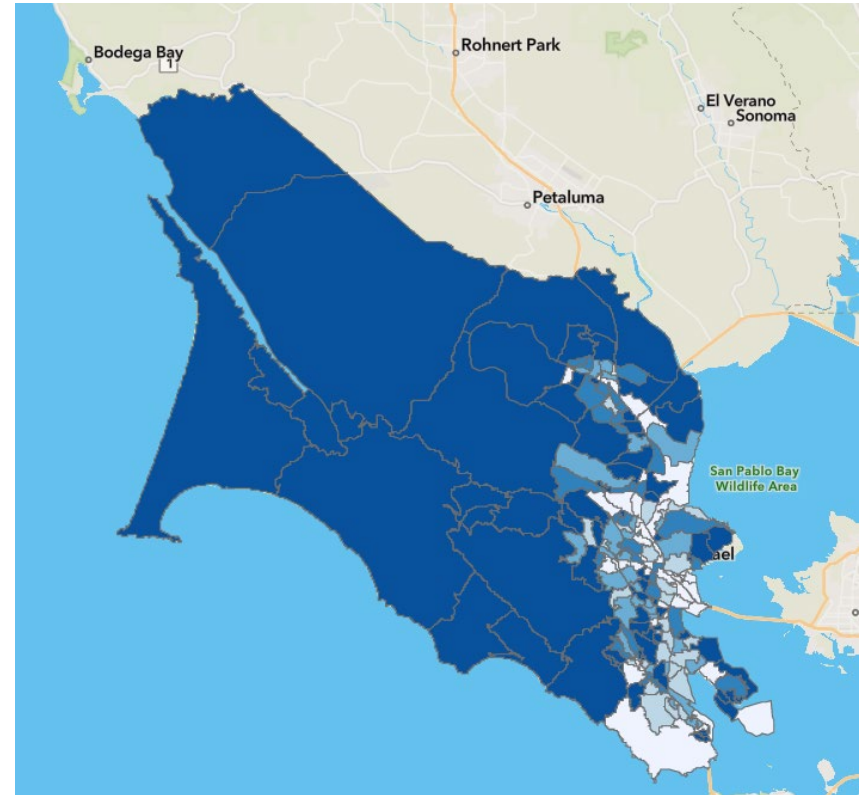 Bodega Bay
1
Rohnert Park
El Verano
Sonoma
Petaluma
San Pablo Bay
Wildlife Area
ael